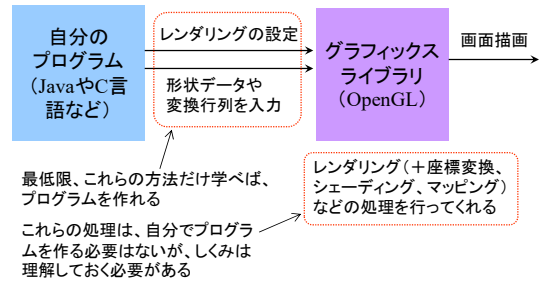 自分の
プログラム
（JavaやC言
語など）
レンダリングの設定
形状データや
変換行列を入力
グラフィックス
ライブラリ
（OpenGL）
画面描画
最低限、これらの方法だけ学べば、
プログラムを作れる
これらの処理は、自分でプログラ
ムを作る必要はないが、しくみは
理解しておく必要がある
レンダリング（＋座標変換、
シェーディング、マッピング）
などの処理を行ってくれる